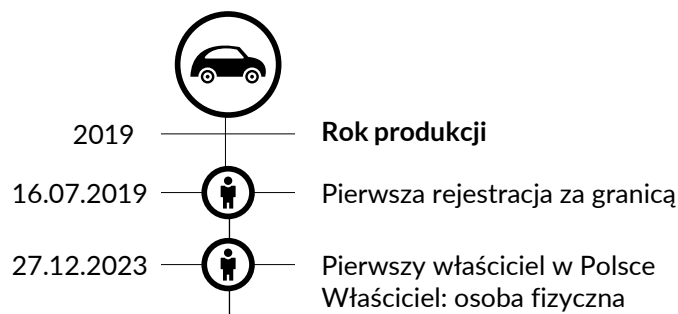 2019 Rok produkcji
16.07.2019 Pierwsza rejestracja za granicą
27.12.2023 Pierwszy właściciel w Polsce
Właściciel: osoba fizyczna